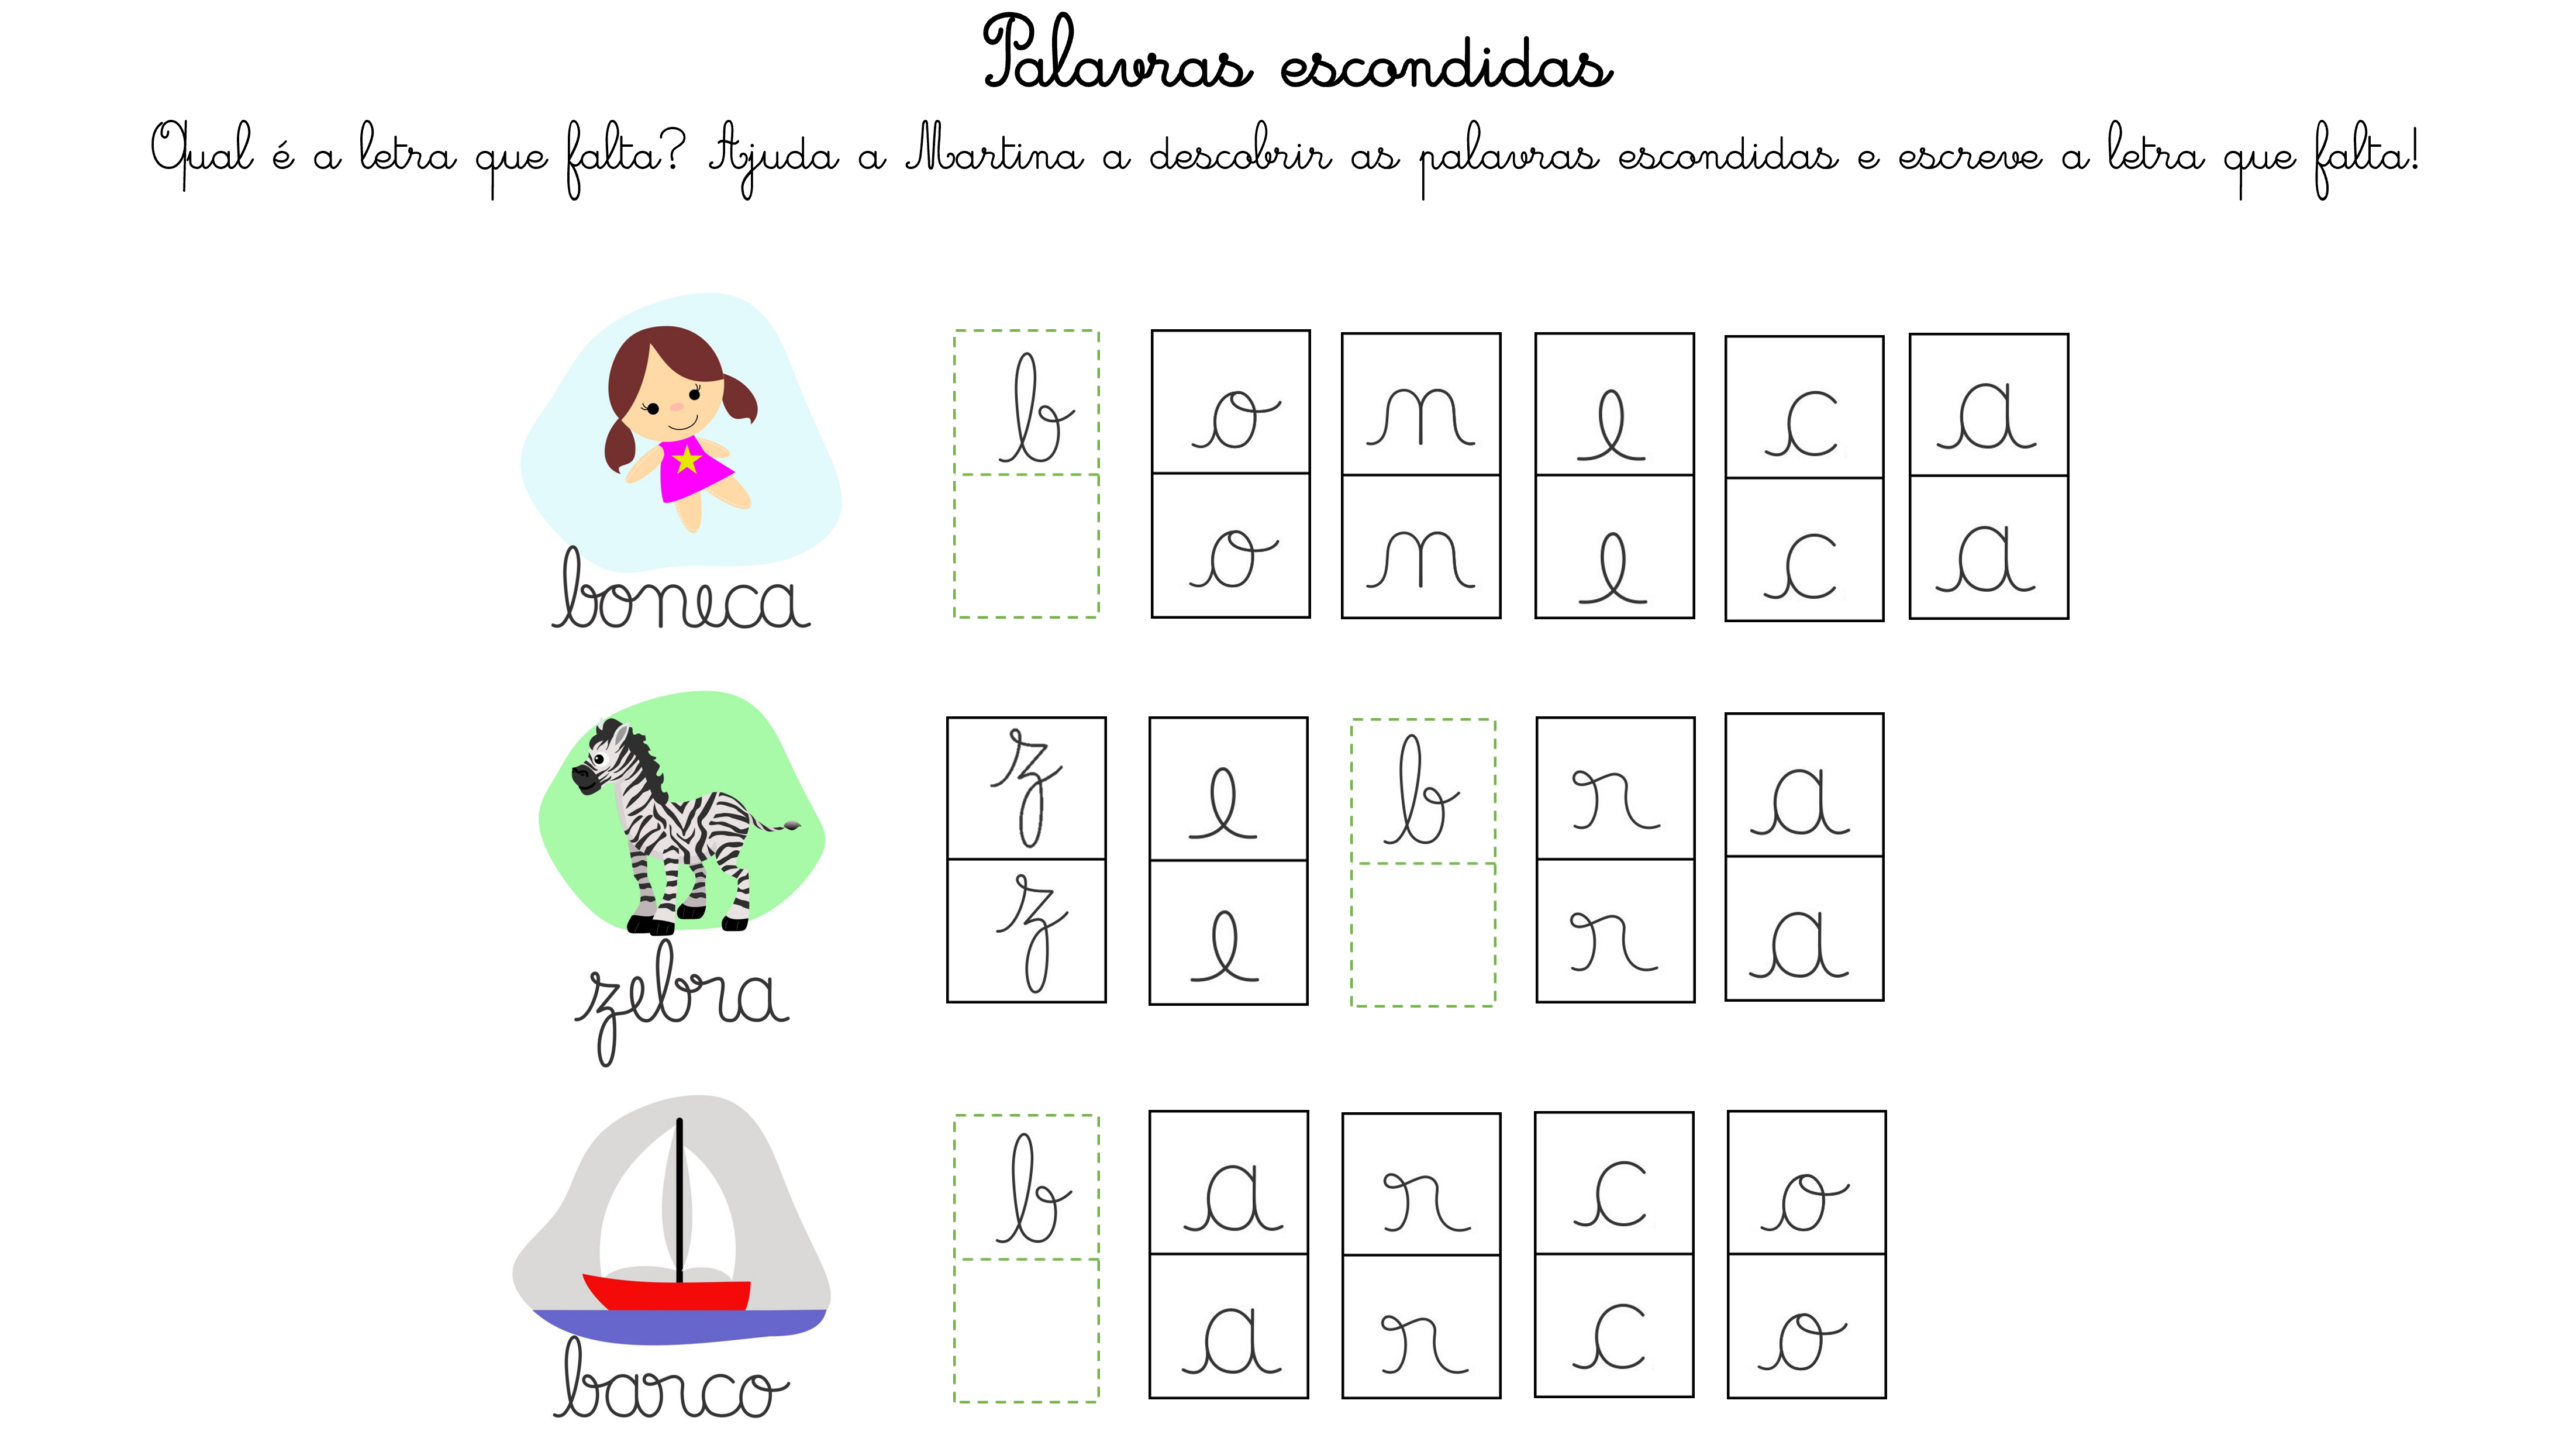 Palavras escondidas
Qual é a letra que falta? Ajuda a Martina a descobrir as palavras escondidas e escreve a letra que falta!
b o n e c a
o n e c a
boneca
z e b r a
z e r a
zebra
b a r c o
a r c o
barco